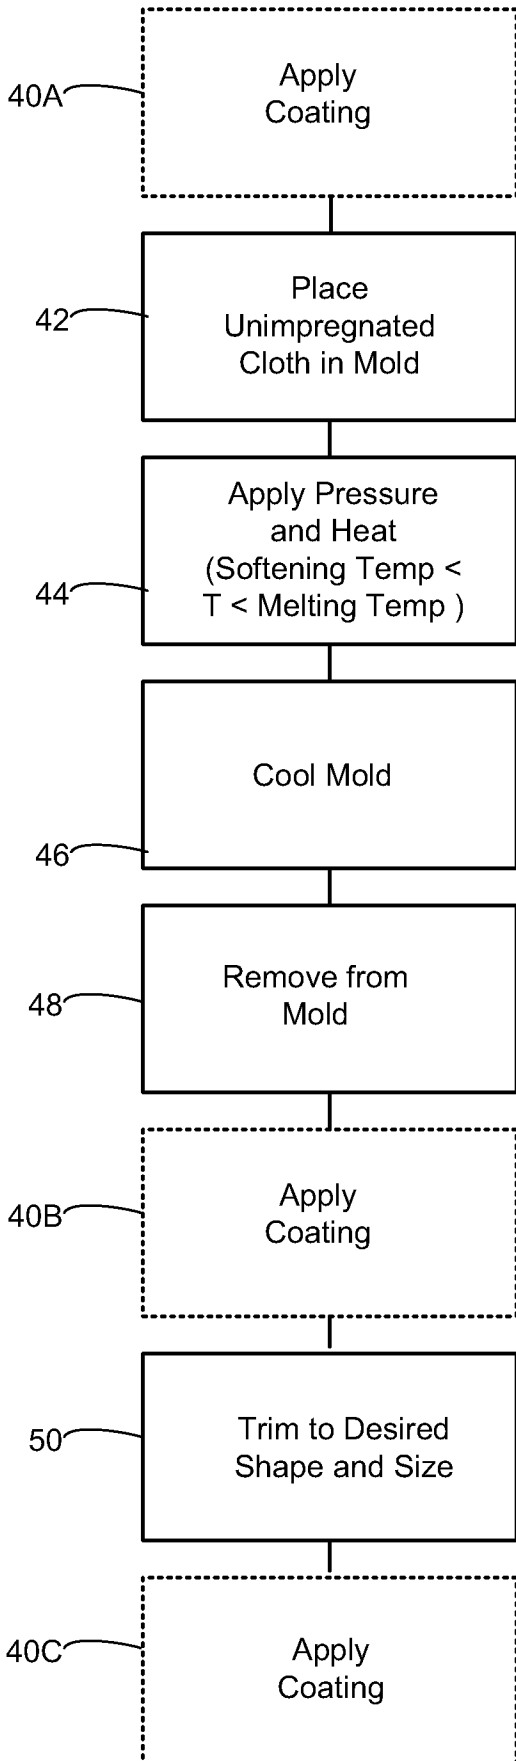 40A
Apply
Coating
42
Place
Unimpregnated
Cloth in Mold
44
Apply Pressure
and Heat
(Softening Temp <
T < Melting Temp )
Cool Mold
46
48
Remove from
Mold
40B
Apply
Coating
50
Trim to Desired
Shape and Size
40C
Apply
Coating